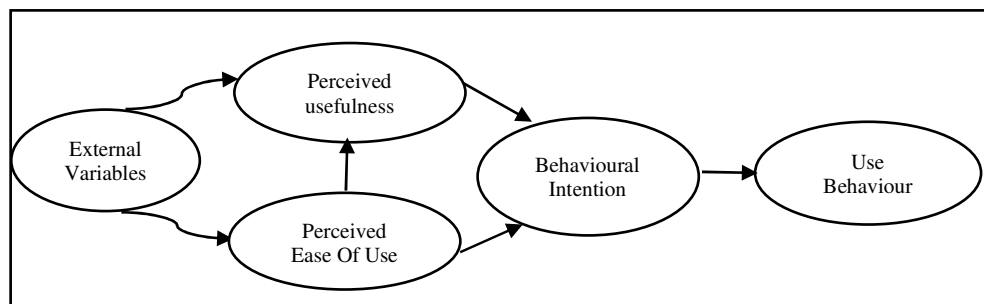 External
Variables
Perceived
usefulness
Perceived
Ease Of Use
Behavioural
Intention
Use
Behaviour